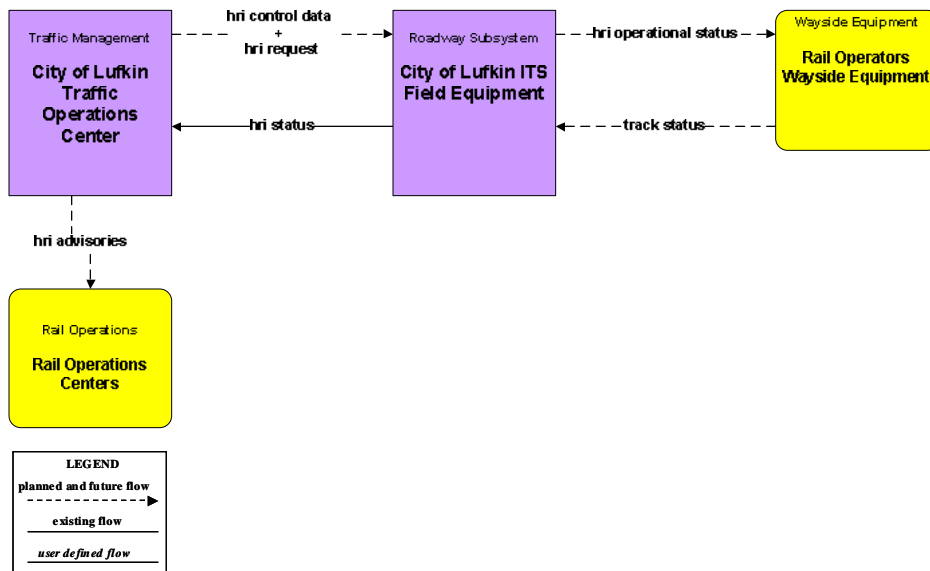 Traffic Management
City of Lufkin
Traffic
Operations
Center
hri control data
+
hri request
Roadway Subsystem
City of Lufkin ITS
Field Equipment
hri operational status
Wayside Equipment
Rail Operators
Wayside Equipment
hri status
track status
hri advisories
Rail Operations
Rail Operations
Centers
LEGEND
planned and future flow
existing flow
user defined flow